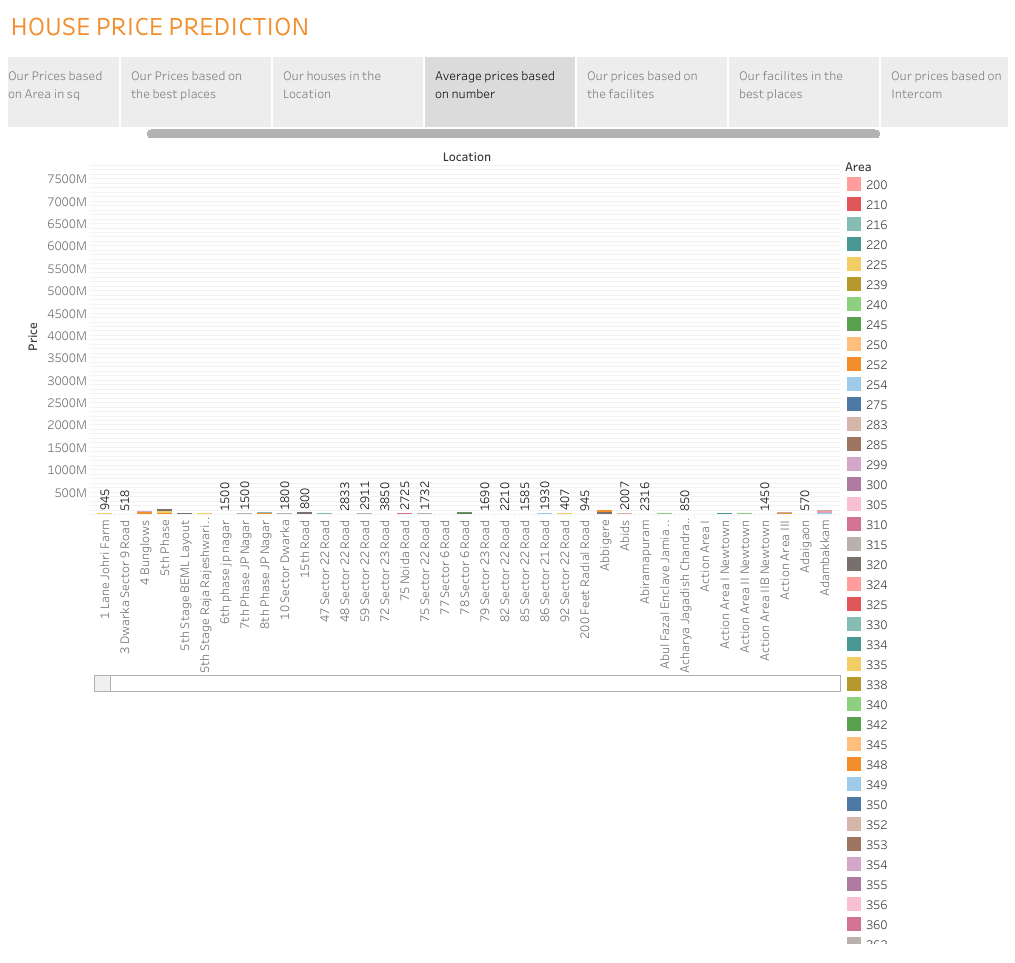 HOUSE PRICE PREDICTION
Our Prices based
on Area in sq
Our Prices based on
the best places
Our houses in the
Location
Average prices based
on number
Our prices based on
the facilites
Our facilites in the
best places
Our prices based on
Intercom
Location
Price
7500M
7000M
6500M
6000M
5500M
5000M
4500M
4000M
3500M
3000M
2500M
2000M
1500M
1000M
500M
945
518
1500
1500
1800
800
2833
2911
3850
2725
1732
1690
2210
1585
1930
407
945
2007
2316
850
1450
570
1 Lane Johri Farm
3 Dwarka Sector 9 Road
4 Bunglows
5th Phase
5th Stage BEML Layout
5th Stage Raja Rajeshwari..
6th phase jp nagar
7th Phase JP Nagar
8th Phase JP Nagar
10 Sector Dwarka
15th Road
47 Sector 22 Road
48 Sector 22 Road
59 Sector 22 Road
72 Sector 23 Road
75 Noida Road
75 Sector 22 Road
77 Sector 6 Road
78 Sector 6 Road
79 Sector 23 Road
82 Sector 22 Road
85 Sector 22 Road
86 Sector 21 Road
92 Sector 22 Road
200 Feet Radial Road
Abbigere
Abids
Abiramapuram
Abul Fazal Enclave Jamia ..
Acharya Jagadish Chandra..
Action Area I
Action Area I Newtown
Action Area II Newtown
Action Area IIB Newtown
Action Area III
Adaigaon
Adambakkam
Area
200
210
216
220
225
239
240
245
250
252
254
275
283
285
299
300
305
310
315
320
324
325
330
334
335
338
340
342
345
348
349
350
352
353
354
355
356
360